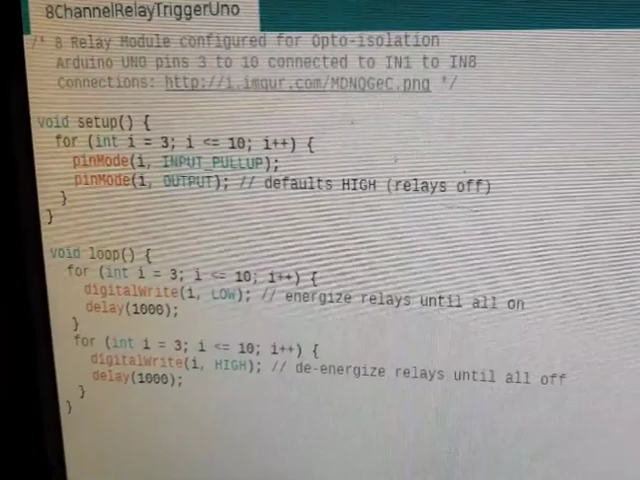 8ChannelRelayTriggerUno
/* 8 Relay Module configured for Opto-isolation
Arduino UNO pins 3 to 10 connected to IN1 to IN8
Connections: http://i.imgur.com/MDNQGeC.png */
void setup() {
for (int i = 3; i <= 10; i++) {
pinMode(i, INPUT_PULLUP);
pinMode(i, OUTPUT); // defaults HIGH (relays off)
}
}
void loop() {
for (int i = 3; i <= 10; i++) {
digitalWrite(i, LOW); // energize relays until all on
delay(1000);
}
for (int i = 3; i <= 10; i++) {
digitalWrite(i, HIGH); // de-energize relays until all off
delay(1000);
}
}